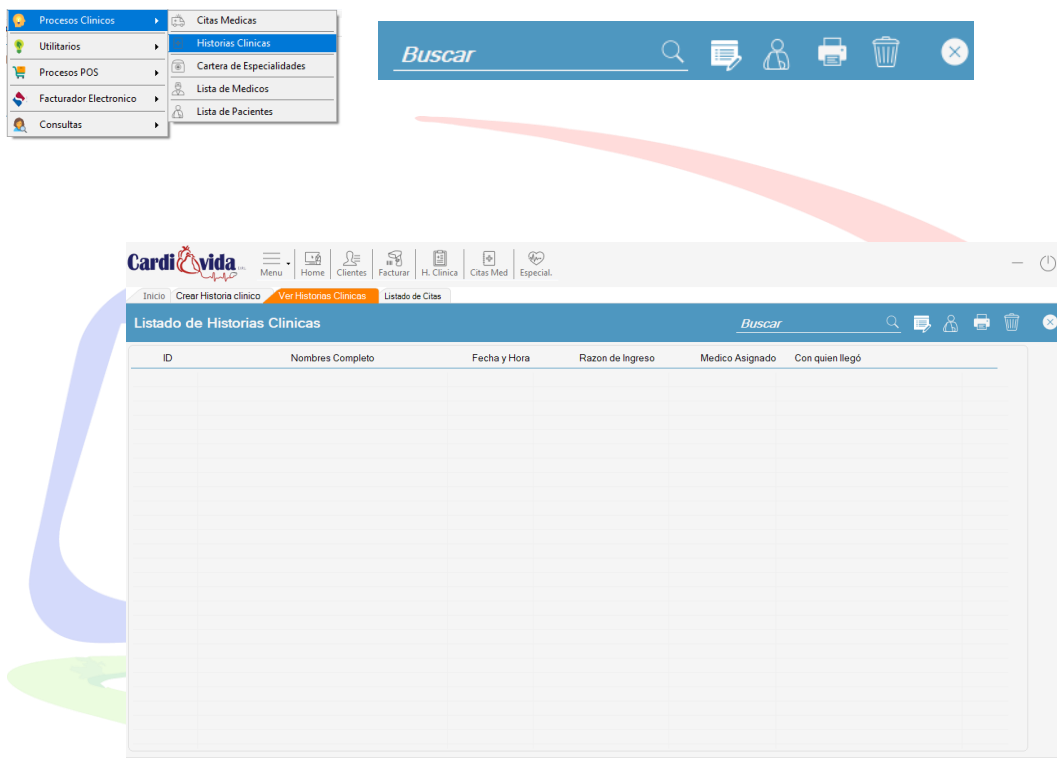 Procesos Clinicos
Utilitarios
Procesos POS
Facturador Electronico
Consultas
Citas Medicas
Historias Clinicas
Cartera de Especialidades
Lista de Medicos
Lista de Pacientes
Buscar
Cardi vida
Menu Home Clientes Facturar H. Clinica Citas Med Especial.
Inicio Crear Historia clinico Ver Historias Clinicas Listado de Citas
Listado de Historias Clinicas Buscar
ID Nombres Completo Fecha y Hora Razon de Ingreso Medico Asignado Con quien llegó